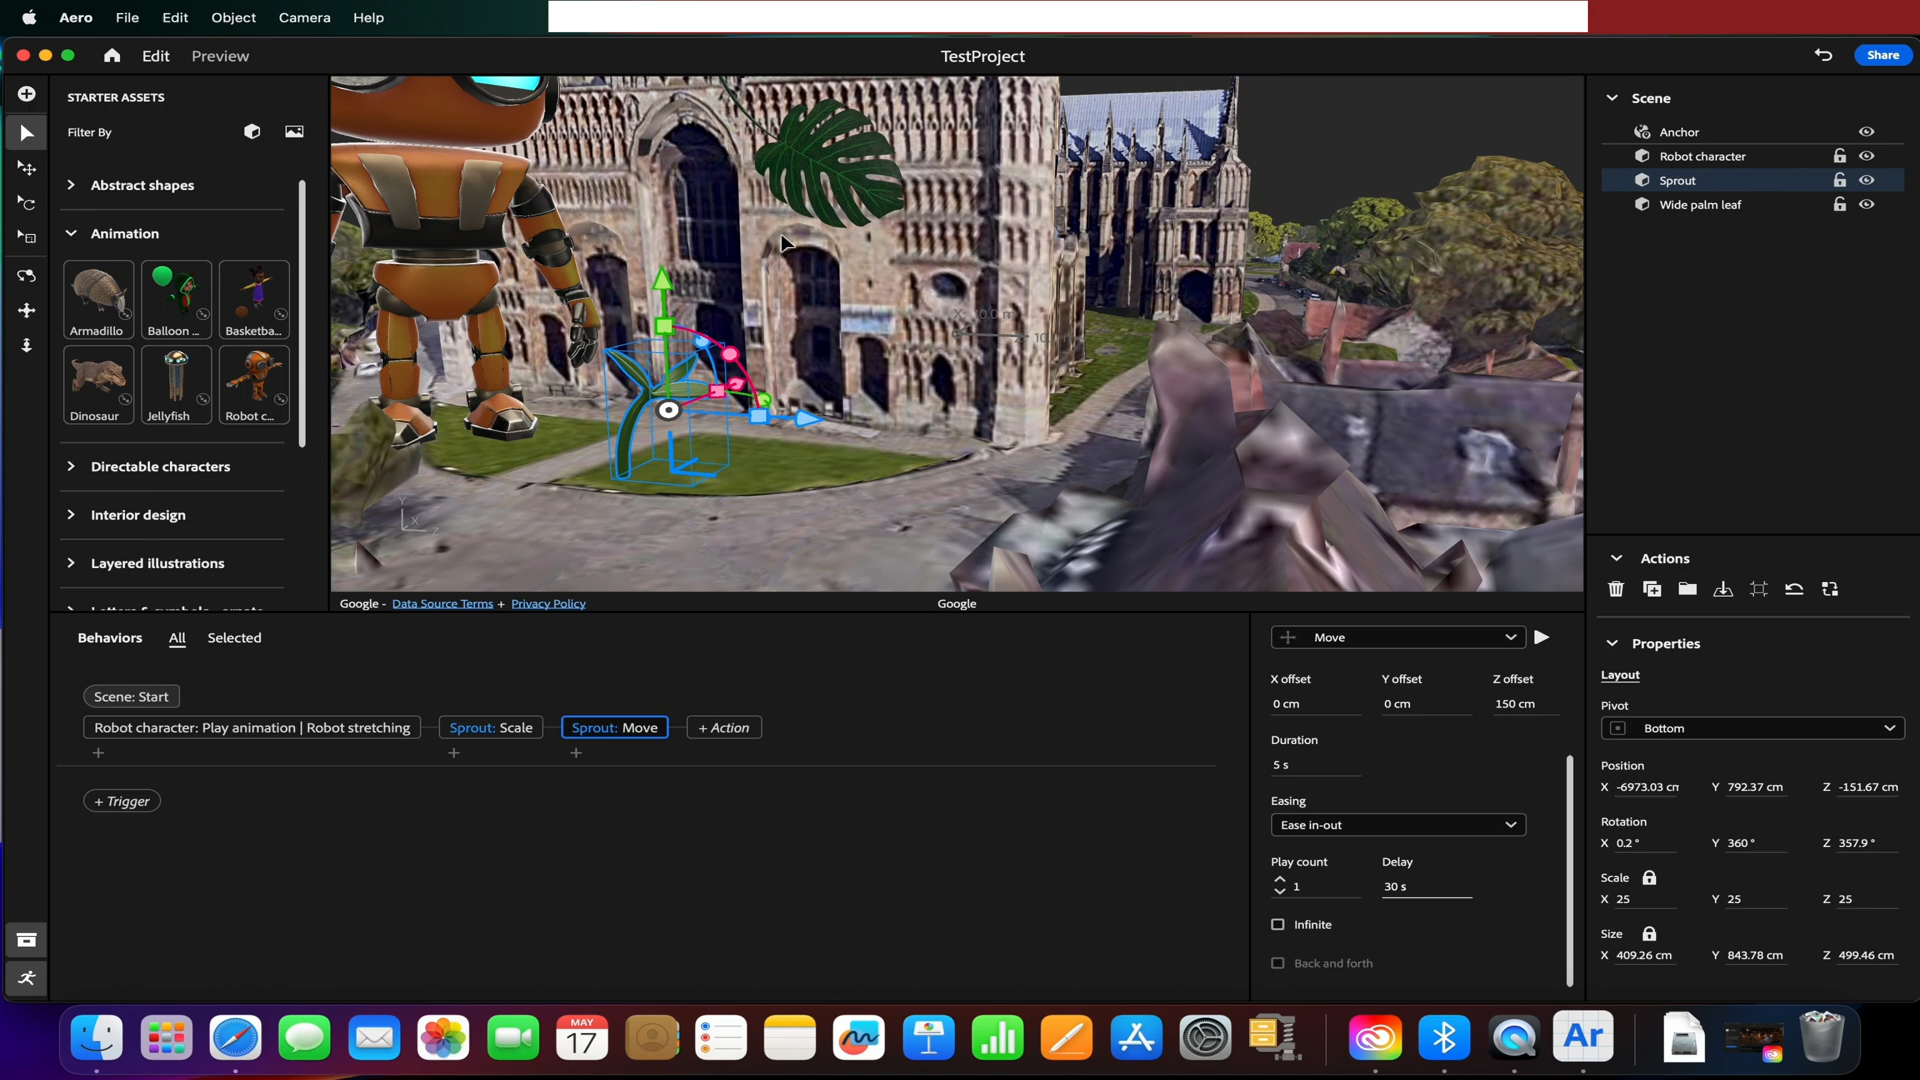 Aero File Edit Object Camera Help
Edit Preview TestProject Share
STARTER ASSETS
Filter By
Abstract shapes
Animation
Armadillo Balloon ... Basketba...
Dinosaur Jellyfish Robot c...
Directable characters
Interior design
Layered illustrations
X: 0.0 m
Y
X
Z
Google - Data Source Terms + Privacy Policy Google
Scene
Anchor
Robot character
Sprout
Wide palm leaf
Actions
Properties
Layout
Pivot
Bottom
Position
X -6973.03 cm Y 792.37 cm Z -151.67 cm
Rotation
X 0.2 ° Y 360 ° Z 357.9 °
Scale
X 25 Y 25 Z 25
Size
X 409.26 cm Y 843.78 cm Z 499.46 cm
Behaviors All Selected
Scene: Start
Robot character: Play animation | Robot stretching Sprout: Scale Sprout: Move + Action
+ + +
+ Trigger
Move
X offset Y offset Z offset
0 cm 0 cm 150 cm
Duration
5 s
Easing
Ease in-out
Play count Delay
1 30 s
Infinite
Back and forth
MAY
17
Ar